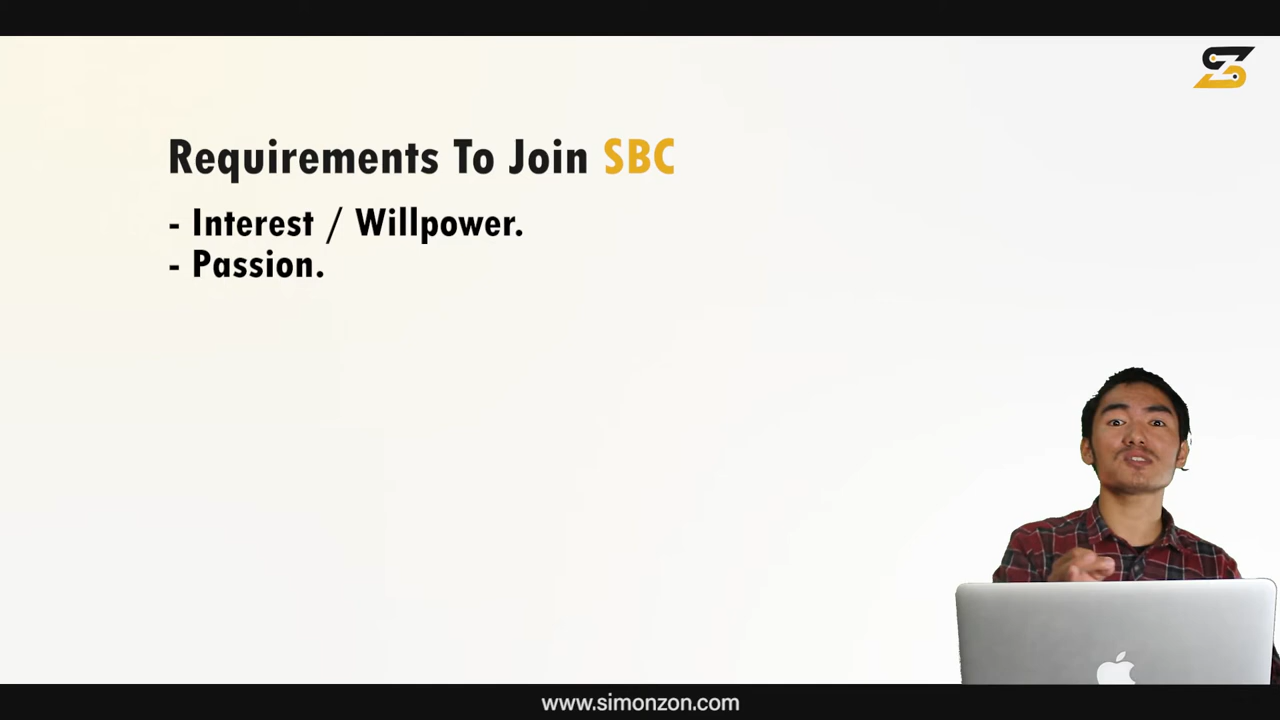 Requirements To Join SBC
- Interest / Willpower.
- Passion.
www.simonzon.com